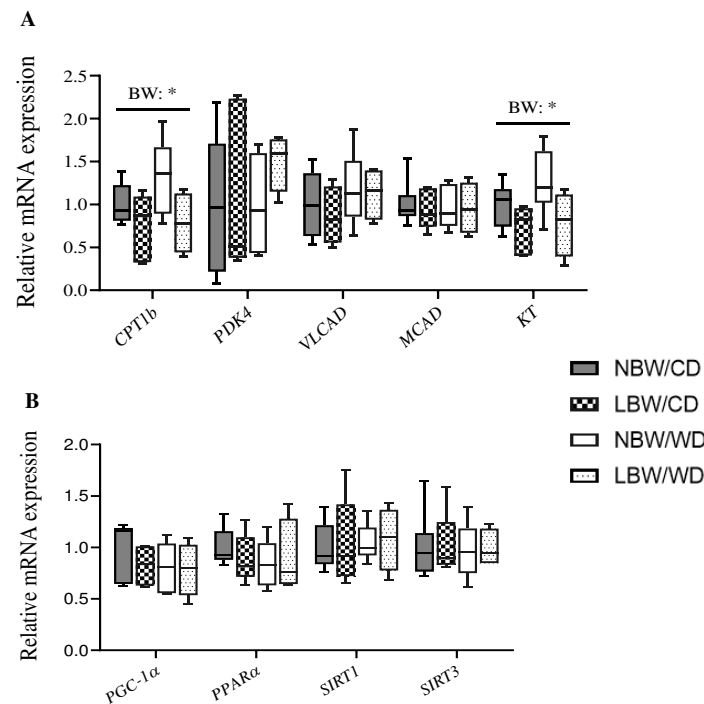 A
Relative mRNA expression
2.5
2.0
1.5
1.0
0.5
0.0
BW: *
BW: *
CPT1b
PDK4
VLCAD
MCAD
KT
NBW/CD
LBW/CD
NBW/WD
LBW/WD
B
Relative mRNA expression
2.0
1.5
1.0
0.5
0.0
PGC-1α
PPARα
SIRT1
SIRT3